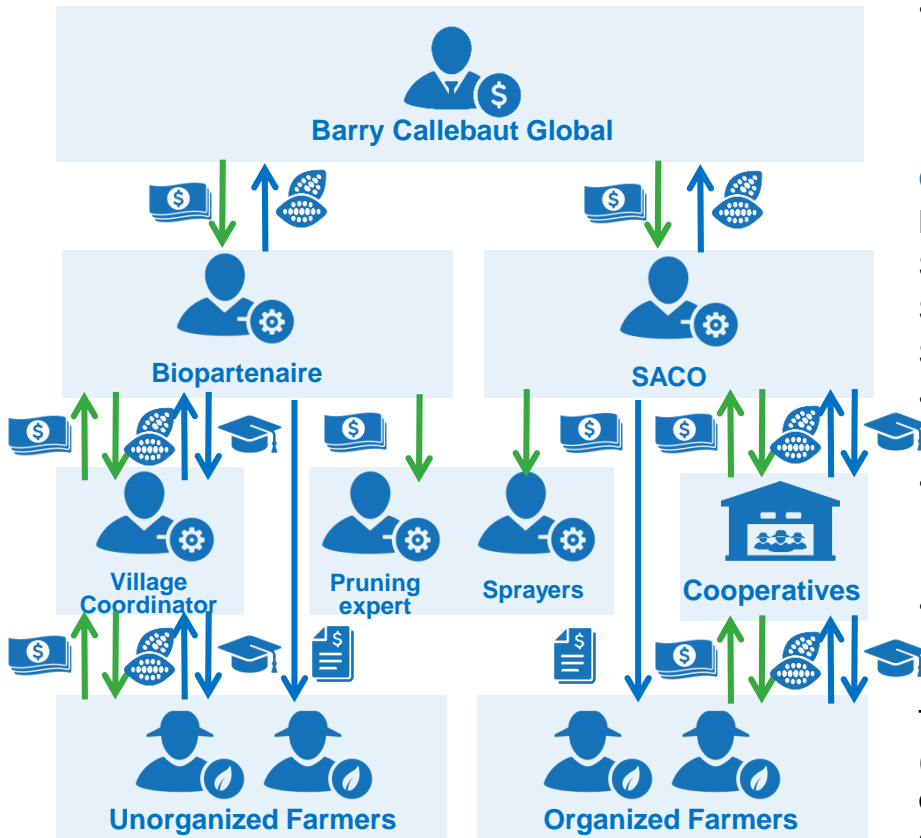 $
Barry Callebaut Global
$
$
Biopartenaire
SACO
$
$
$
$
Village
Coordinator
Pruning
expert
Sprayers
Cooperatives
$
$
$
$
Unorganized Farmers
Organized Farmers